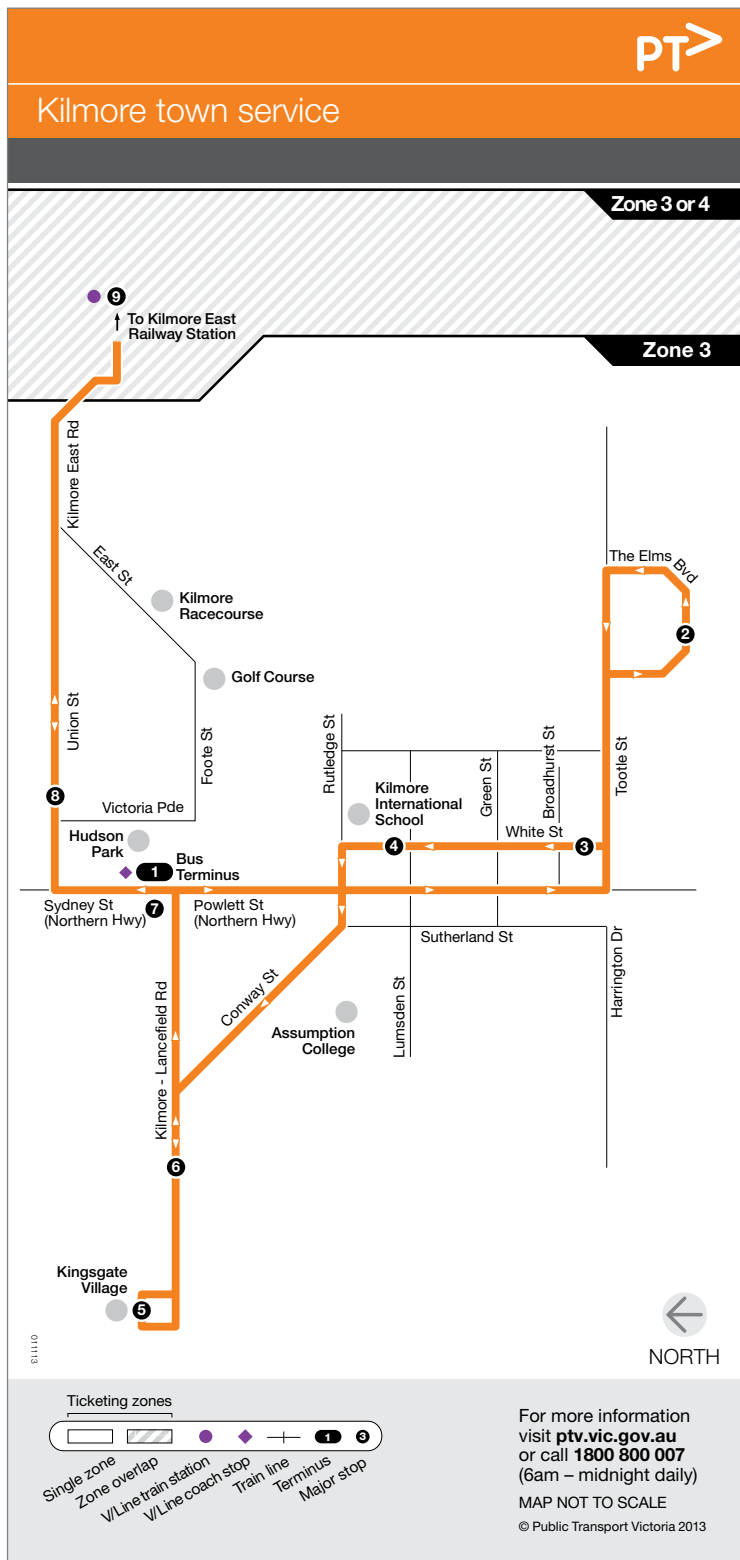 PT>
Kilmore town service
Zone 3 or 4
9
To Kilmore East
Railway Station
Zone 3
Kilmore East Rd
East St
Kilmore
Racecourse
Golf Course
The Elms
Bvd
2
Union St
Foote St
Rutledge St
Green St
Broadhurst St
Tootle St
8
Victoria Pde
Kilmore
International
School
White St
Hudson
Park
4
3
1
Bus
Terminus
Sydney St
(Northern Hwy)
7
Powlett St
(Northern Hwy)
Sutherland St
Conway St
Lumsden St
Harrington Dr
Assumption
College
Kilmore - Lancefield Rd
6
Kingsgate
Village
5
011113
NORTH
Ticketing zones
1
3
Single zone
Zone overlap
V/Line train station
V/Line coach stop
Train line
Terminus
Major stop
For more information
visit ptv.vic.gov.au
or call 1800 800 007
(6am – midnight daily)
MAP NOT TO SCALE
© Public Transport Victoria 2013